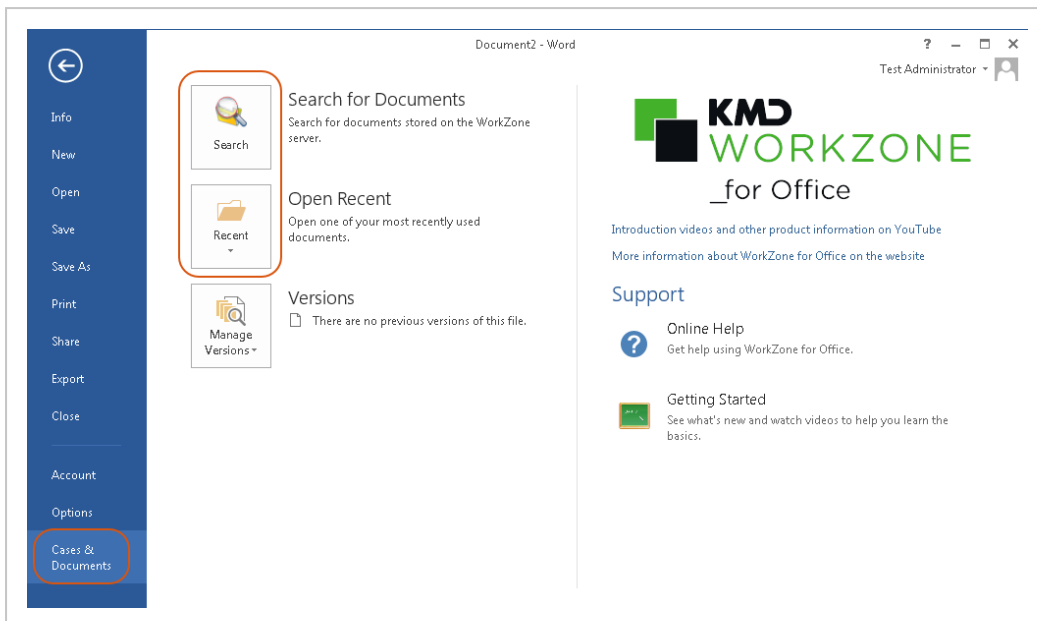 Document2 - Word
?
Test Administrator
Info
New
Open
Save
Save As
Print
Share
Export
Close
Account
Options
Cases &
Documents
Search
Search for Documents
Search for documents stored on the WorkZone
server.
Recent
Open Recent
Open one of your most recently used
documents.
Manage
Versions
Versions
There are no previous versions of this file.
KMD
WORKZONE
_for Office
Introduction videos and other product information on YouTube
More information about WorkZone for Office on the website
Support
?
Online Help
Get help using WorkZone for Office.
Getting Started
See what's new and watch videos to help you learn the
basics.